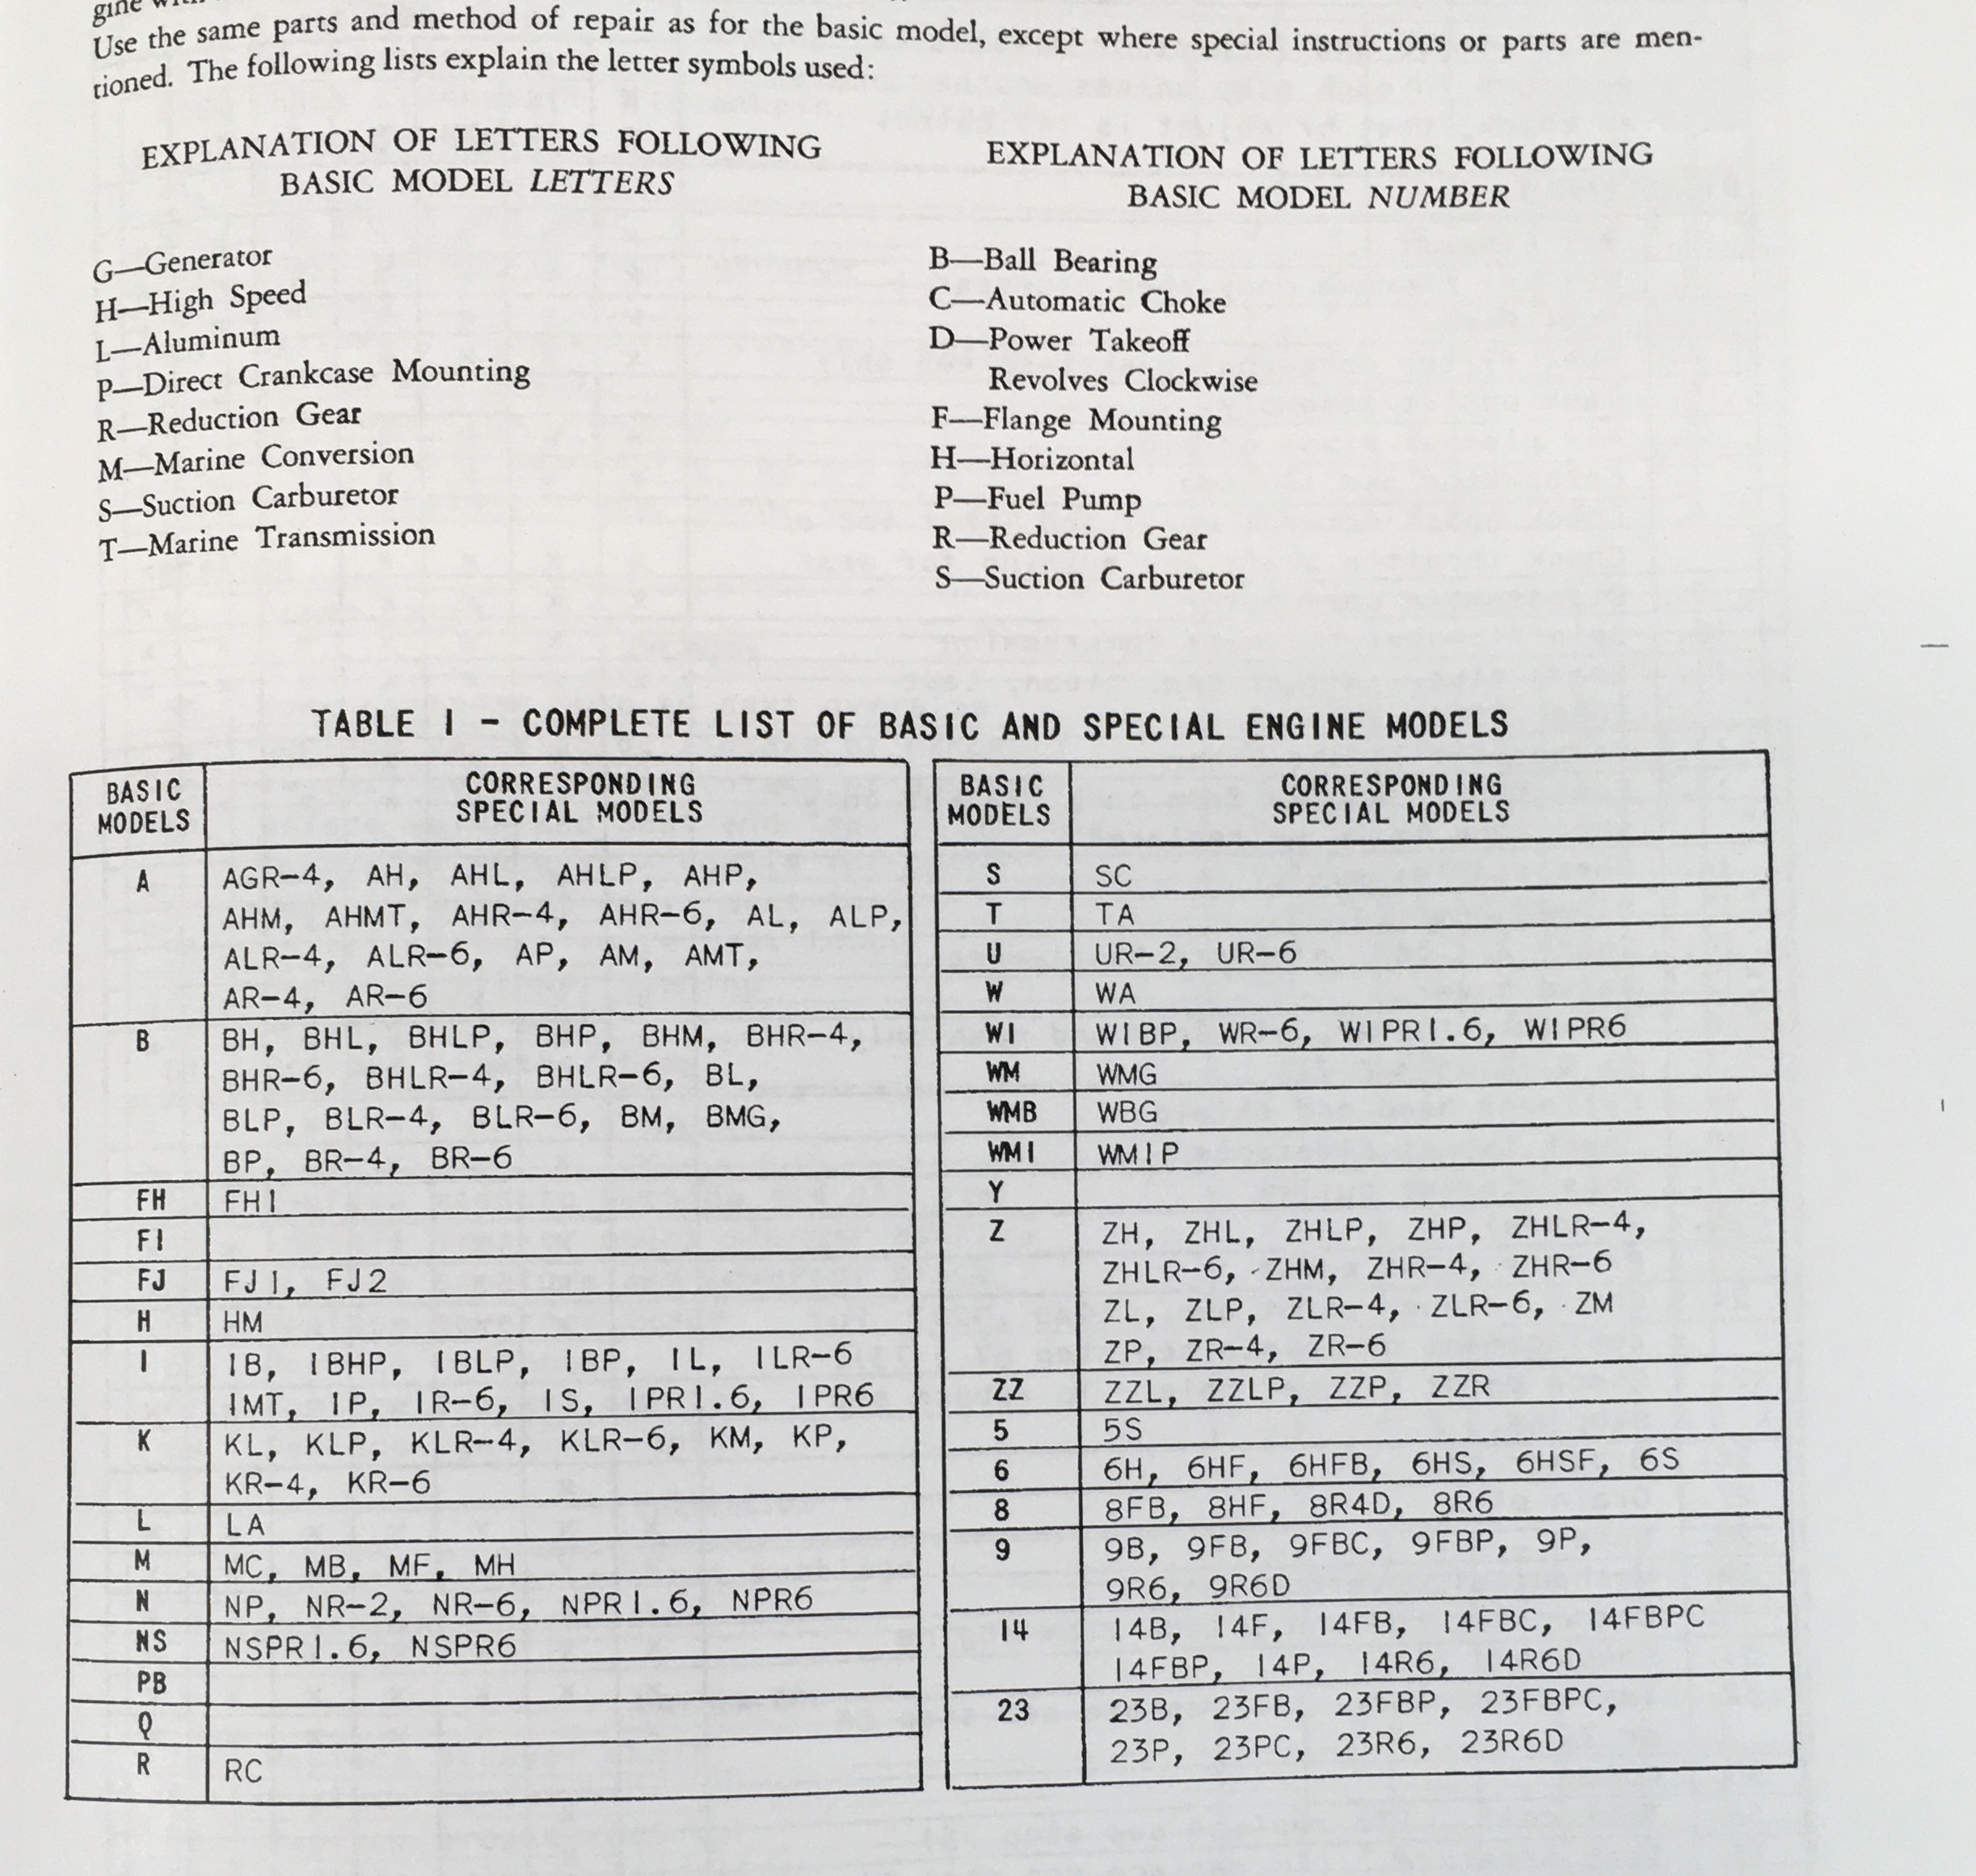 Use the same parts and method of repair as for the basic model, except where special instructions or parts are men-
tioned. The following lists explain the letter symbols used:
EXPLANATION OF LETTERS FOLLOWING
BASIC MODEL LETTERS
G—Generator
H—High Speed
L—Aluminum
P—Direct Crankcase Mounting
R—Reduction Gear
M—Marine Conversion
S—Suction Carburetor
T—Marine Transmission
EXPLANATION OF LETTERS FOLLOWING
BASIC MODEL NUMBER
B—Ball Bearing
C—Automatic Choke
D—Power Takeoff
Revolves Clockwise
F—Flange Mounting
H—Horizontal
P—Fuel Pump
R—Reduction Gear
S—Suction Carburetor
TABLE I - COMPLETE LIST OF BASIC AND SPECIAL ENGINE MODELS
BASIC MODELS
CORRESPONDING SPECIAL MODELS
A
AGR-4, AH, AHL, AHLP, AHP,
AHM, AHMT, AHR-4, AHR-6, AL, ALP,
ALR-4, ALR-6, AP, AM, AMT,
AR-4, AR-6
B
BH, BHL, BHLP, BHP, BHM, BHR-4,
BHR-6, BHLR-4, BHLR-6, BL,
BLP, BLR-4, BLR-6, BM, BMG,
BP, BR-4, BR-6
FH FHI
FI
FJ FJ1, FJ2
H HM
I IB, IBHP, IBLP, IBP, IL, ILR-6
IMT, IP, IR-6, IS, IPR1.6, IPR6
K KL, KLP, KLR-4, KLR-6, KM, KP,
KR-4, KR-6
L LA
M MC, MB, MF, MH
N NP, NR-2, NR-6, NPR1.6, NPR6
NS NSPR1.6, NSPR6
PB
Q
R RC
BASIC MODELS
CORRESPONDING SPECIAL MODELS
S SC
T TA
U UR-2, UR-6
W WA
WI WIBP, WR-6, WIPR1.6, WIPR6
WM WMG
WMB WBG
WMI WMIP
Y
Z ZH, ZHL, ZHLP, ZHP, ZHLR-4,
ZHLR-6, ZHM, ZHR-4, ZHR-6
ZL, ZLP, ZLR-4, ZLR-6, ZM
ZP, ZR-4, ZR-6
ZZ ZZL, ZZLP, ZZP, ZZR
5 5S
6 6H, 6HF, 6HFB, 6HS, 6HSF, 6S
8 8FB, 8HF, 8R4D, 8R6
9 9B, 9FB, 9FBC, 9FBP, 9P,
9R6, 9R6D
14 14B, 14F, 14FB, 14FBC, 14FBPC
14FBP, 14P, 14R6, 14R6D
23 23B, 23FB, 23FBP, 23FBPC,
23P, 23PC, 23R6, 23R6D